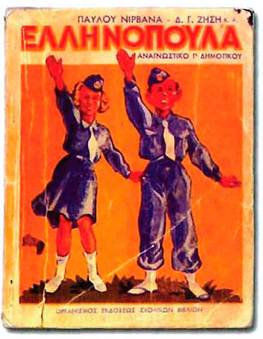 ΠΑΥΛΟΥ ΝΙΡΒΑΝΑ - Δ. Γ. ΖΗΣΗ κ. ἄ.
ΕΛΛΗΝΟΠΟΥΛΑ
ΑΝΑΓΝΩΣΤΙΚΟ Γ' ΔΗΜΟΤΙΚΟΥ
ΟΡΓΑΝΙΣΜΟΣ ΕΚΔΟΣΕΩΣ ΣΧΟΛΙΚΩΝ ΒΙΒΛΙΩΝ